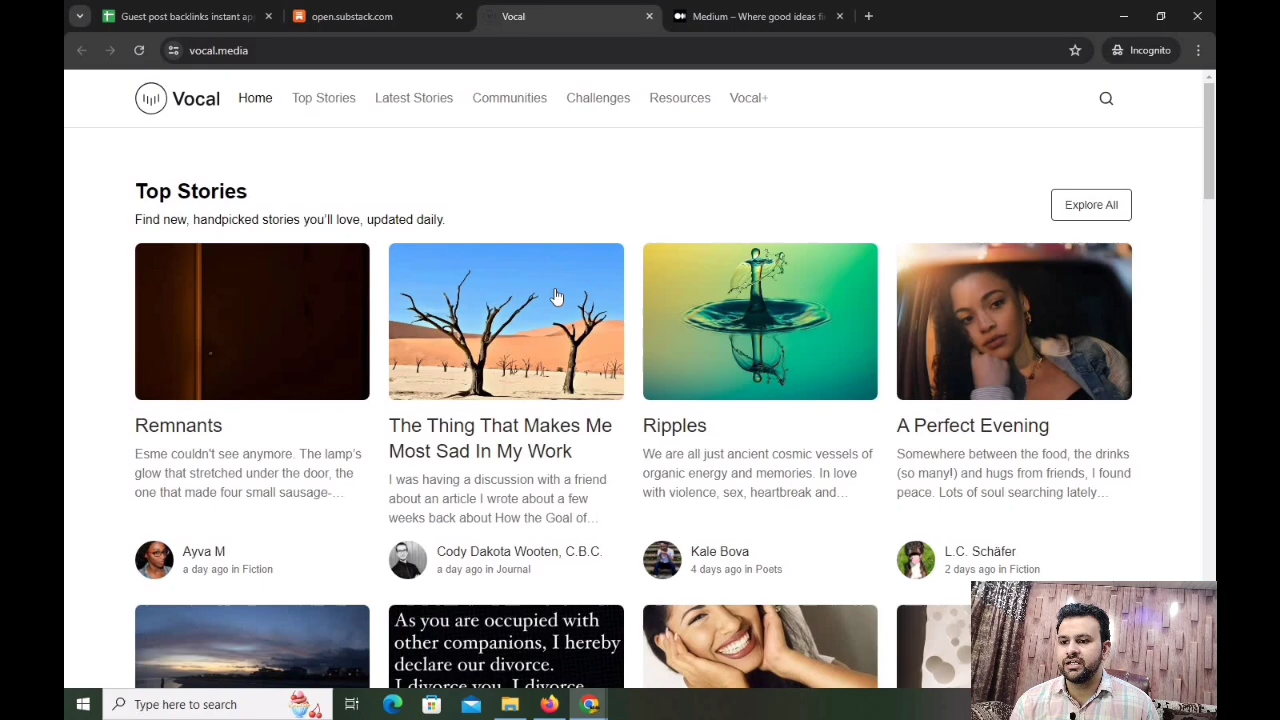 Guest post backlinks instant ap
open.substack.com
Vocal
Medium – Where good ideas fi
vocal.media
Incognito
Vocal
Home
Top Stories
Latest Stories
Communities
Challenges
Resources
Vocal+
Top Stories
Find new, handpicked stories you'll love, updated daily.
Explore All
Remnants
Esme couldn't see anymore. The lamp's
glow that stretched under the door, the
one that made four small sausage-...
Ayva M
a day ago in Fiction
The Thing That Makes Me
Most Sad In My Work
I was having a discussion with a friend
about an article I wrote about a few
weeks back about How the Goal of...
Cody Dakota Wooten, C.B.C.
a day ago in Journal
Ripples
We are all just ancient cosmic vessels of
organic energy and memories. In love
with violence, sex, heartbreak and...
Kale Bova
4 days ago in Poets
A Perfect Evening
Somewhere between the food, the drinks
(so many!) and hugs from friends, I found
peace. Lots of soul searching lately...
L.C. Schäfer
2 days ago in Fiction
As you are occupied with
other companions, I hereby
declare our divorce.
I divorce you, I divorce
Type here to search